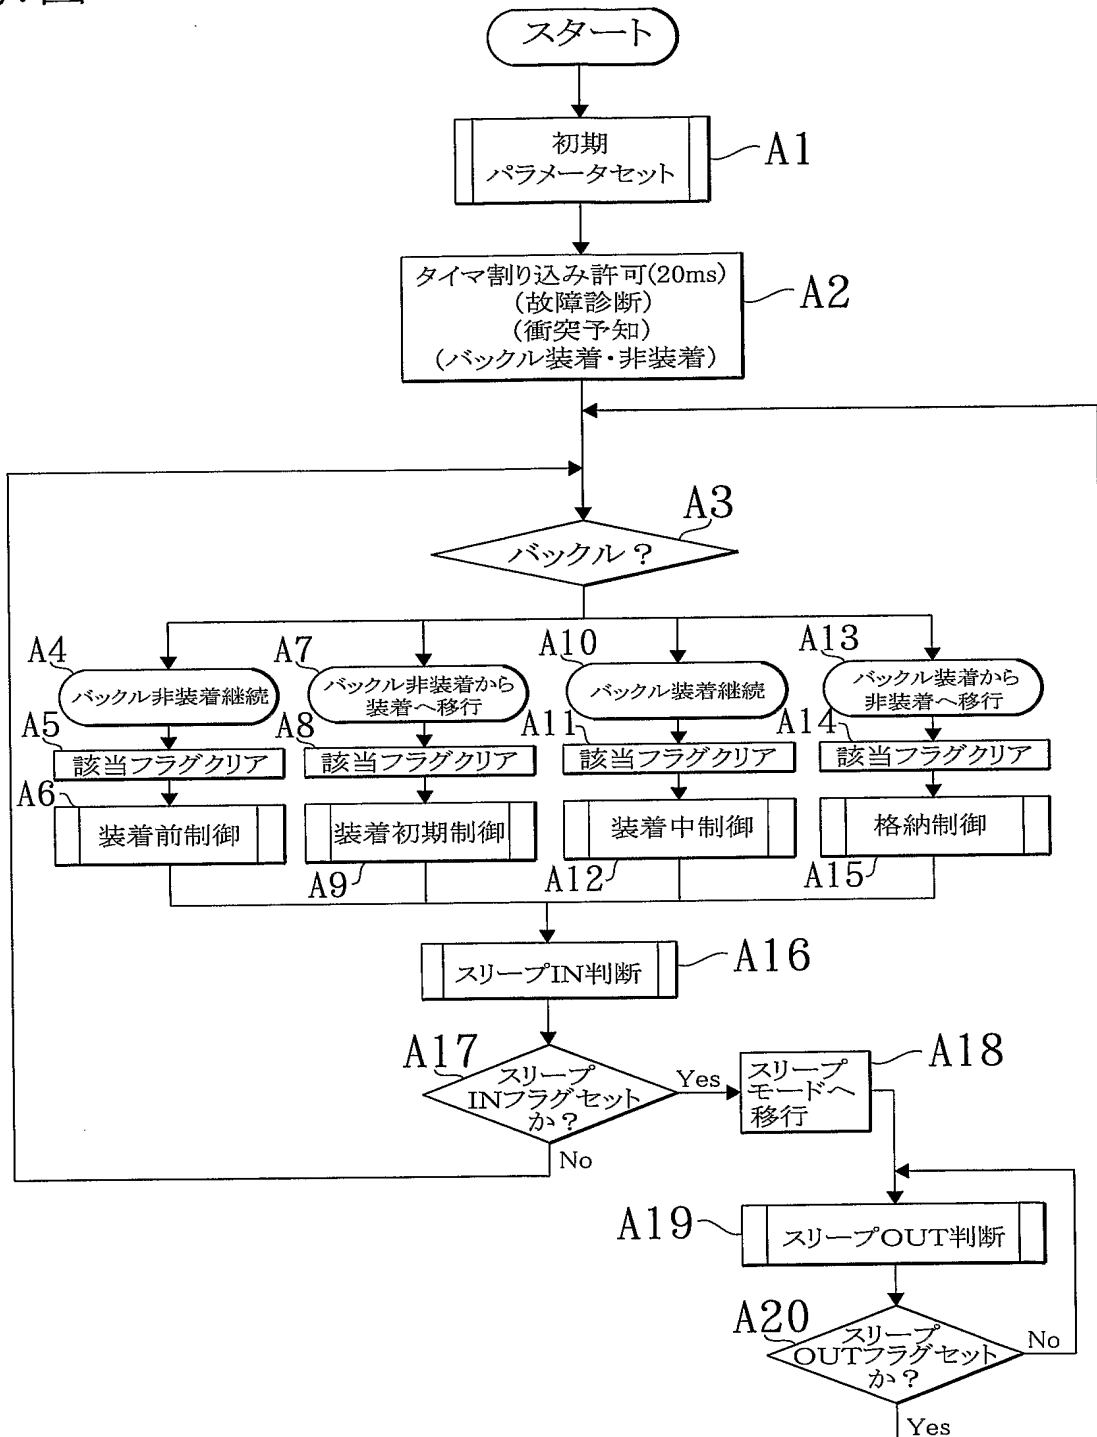 スタート
初期
パラメータセット
A1
タイマ割り込み許可(20ms)
(故障診断)
(衝突予知)
(バックル装着・非装着)
A2
A3
バックル？
A4
バックル非装着継続
A5
該当フラグクリア
A6
装着前制御
A7
バックル非装着から
装着へ移行
A8
該当フラグクリア
装着初期制御
A9
A10
バックル装着継続
A11
該当フラグクリア
装着中制御
A12
A13
バックル装着から
非装着へ移行
A14
該当フラグクリア
格納制御
A15
スリープIN判断
A16
A17
スリープ
INフラグセット
か？
Yes
No
スリープ
モードへ
移行
A18
A19
スリープOUT判断
A20
スリープ
OUTフラグセット
か？
No
Yes